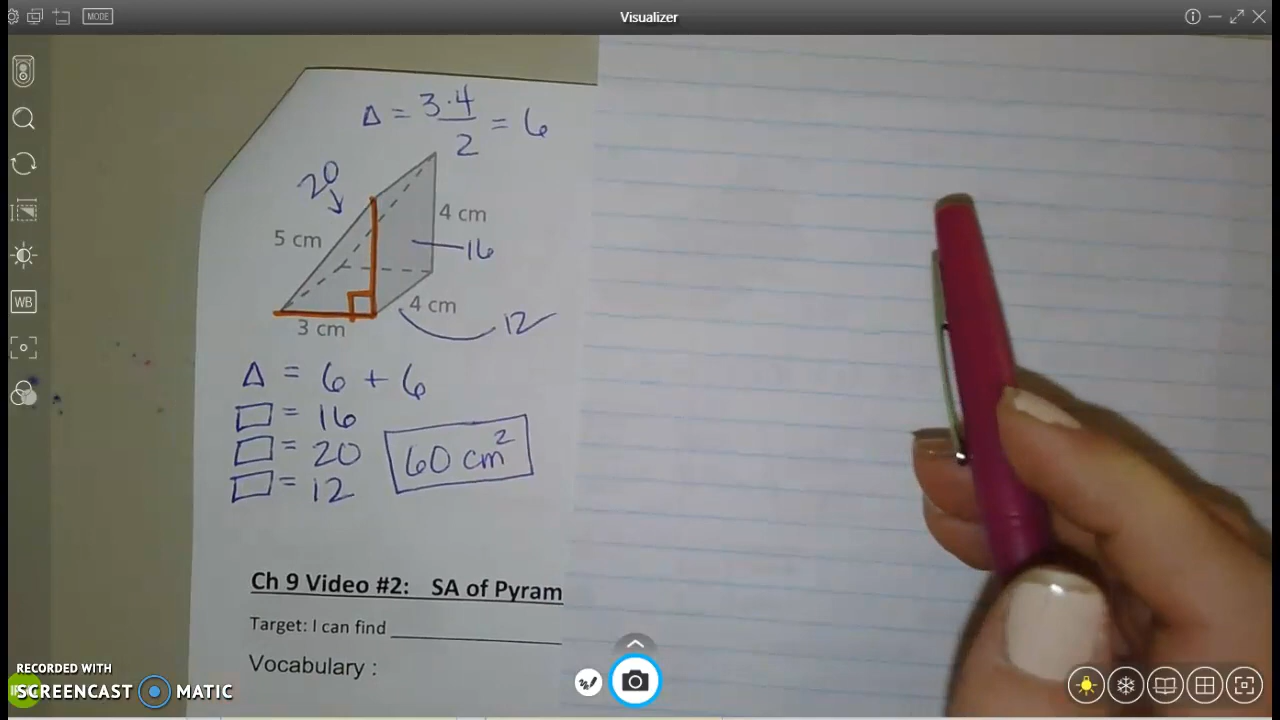 MODE
Visualizer
WB
Δ = 3·4 / 2 = 6
20
5 cm
4 cm
16
4 cm
3 cm
12
Δ = 6 + 6
□ = 16
□ = 20
□ = 12
60 cm²
Ch 9 Video #2: SA of Pyram
Target: I can find
Vocabulary :
RECORDED WITH
SCREENCAST MATIC